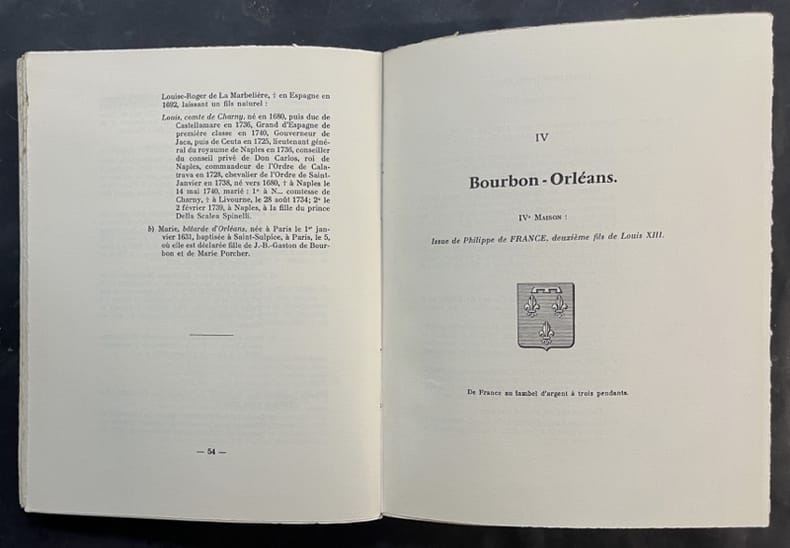 Louise-Roger de La Marbelière, † en Espagne en
1692, laissant un fils naturel :
Louis, comte de Charny, né en 1680, puis duc de
Castellamare en 1736, Grand d'Espagne de
première classe en 1740, Gouverneur de
Jaca, puis de Ceuta en 1725, lieutenant géné-
ral du royaume de Naples en 1736, conseiller
du conseil privé de Don Carlos, roi de
Naples, commandeur de l'Ordre de Cala-
trava en 1728, chevalier de l'Ordre de Saint-
Janvier en 1738, né vers 1680, † à Naples le
14 mai 1740, marié : 1° à N... comtesse de
Charny, † à Livourne, le 28 août 1734; 2° le
2 février 1739, à Naples, à la fille du prince
Della Scalea Spinelli.
b) Marie, bâtarde d'Orléans, née à Paris le 1er jan-
vier 1631, baptisée à Saint-Sulpice, à Paris, le 5,
où elle est déclarée fille de J.-B.-Gaston de Bour-
bon et de Marie Porcher.
— 54 —
IV
Bourbon-Orléans.
IVe MAISON :
Issue de Philippe de FRANCE, deuxième fils de Louis XIII.
De France au lambel d'argent à trois pendants.